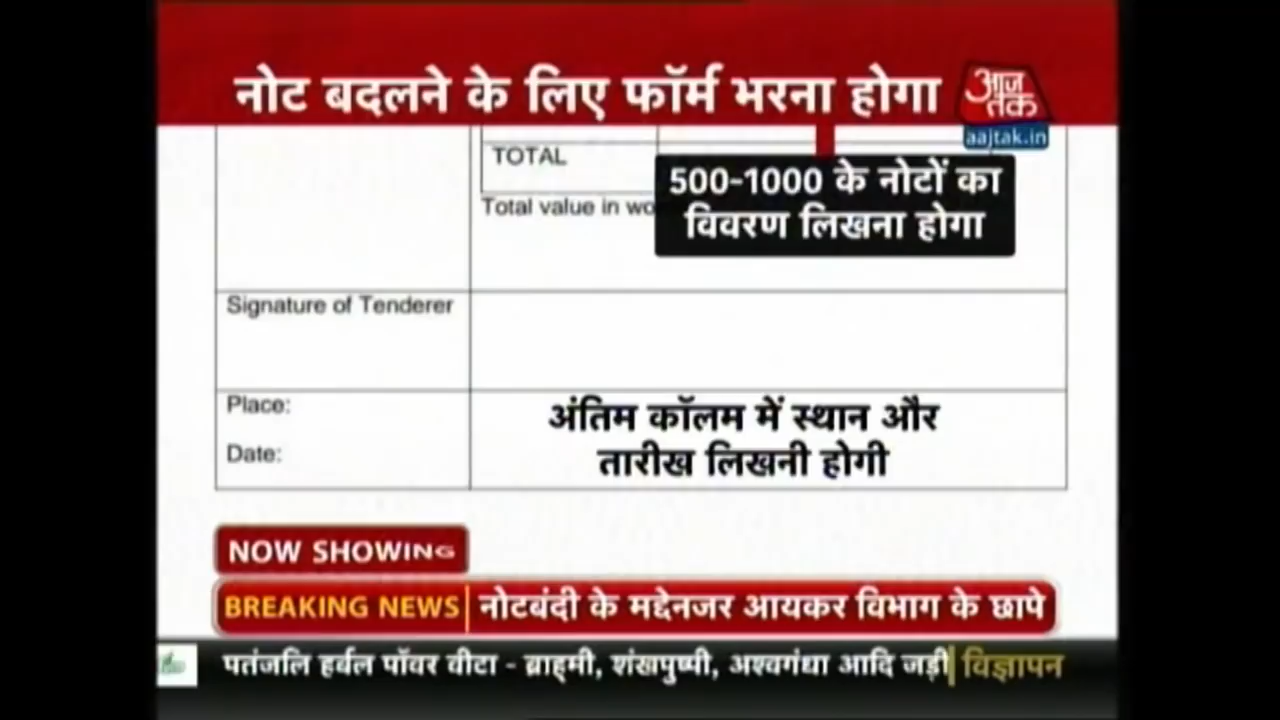 नोट बदलने के लिए फॉर्म भरना होगा
आज
तक
aajtak.in
TOTAL
500-1000 के नोटों का
विवरण लिखना होगा
Total value in wo
Signature of Tenderer
Place:
अंतिम कॉलम में स्थान और
Date:
तारीख लिखनी होगी
NOW SHOWING
BREAKING NEWS
नोटबंदी के मद्देनजर आयकर विभाग के छापे
पतंजलि हर्बल पॉवर वीटा - ब्राह्मी, शंखपुष्पी, अश्वगंधा आदि जड़ी
विज्ञापन